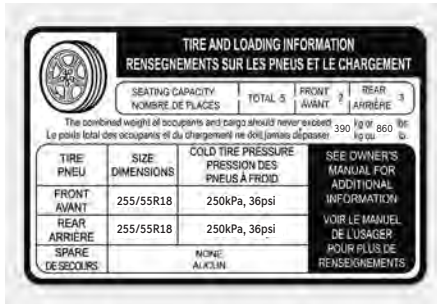 TIRE AND LOADING INFORMATION
RENSEIGNEMENTS SUR LES PNEUS ET LE CHARGEMENT
SEATING CAPACITY
NOMBRE DE PLACES
TOTAL 5
FRONT
AVANT
2
REAR
ARRIÈRE
3
The combined weight of occupants and cargo should never exceed 390 kg or 860 lbs.
Le poids total des occupants et du chargement ne doit jamais dépasser kg ou lb.
TIRE
PNEU
SIZE
DIMENSIONS
COLD TIRE PRESSURE
PRESSION DES
PNEUS À FROID
SEE OWNER'S
MANUAL FOR
ADDITIONAL
INFORMATION
VOIR LE MANUEL
DE L'USAGER
POUR PLUS DE
RENSEIGNEMENTS
FRONT
AVANT
255/55R18
250kPa, 36psi
REAR
ARRIÈRE
255/55R18
250kPa, 36psi
SPARE
DE SECOURS
NONE
AUCUN